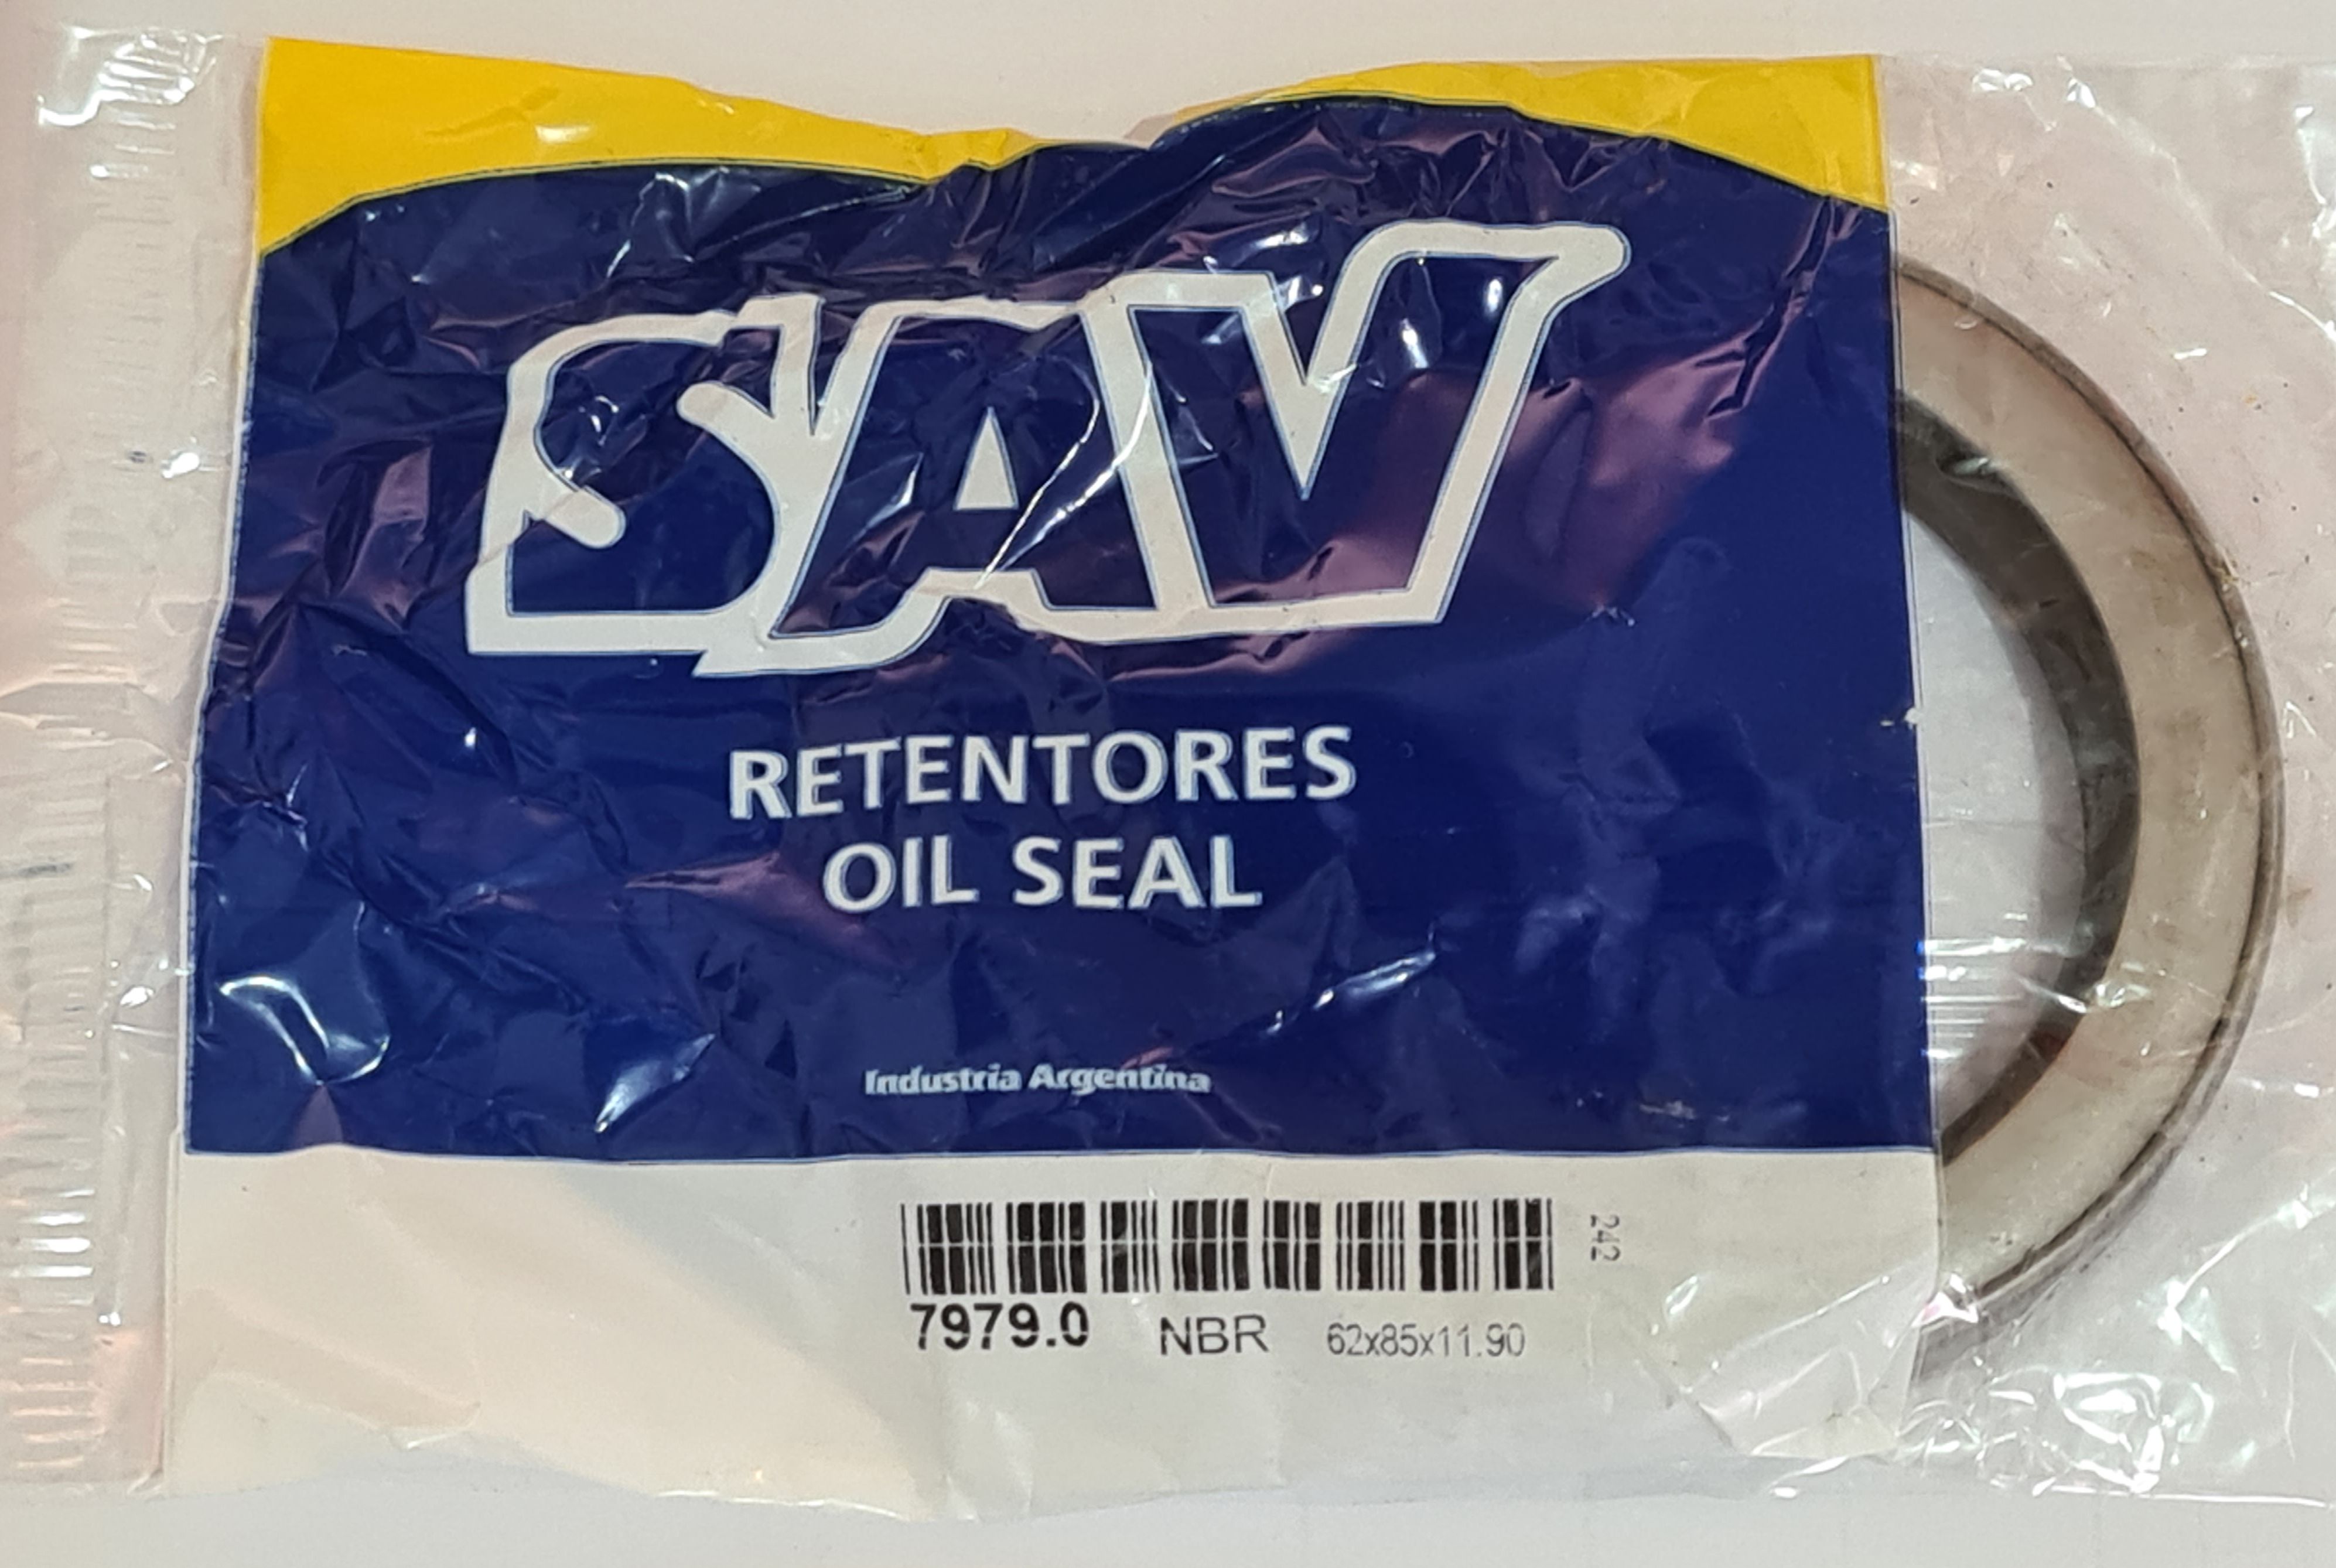 SAV
RETENTORES
OIL SEAL
Industria Argentina
242
7979.0 NBR 62x85x11.90